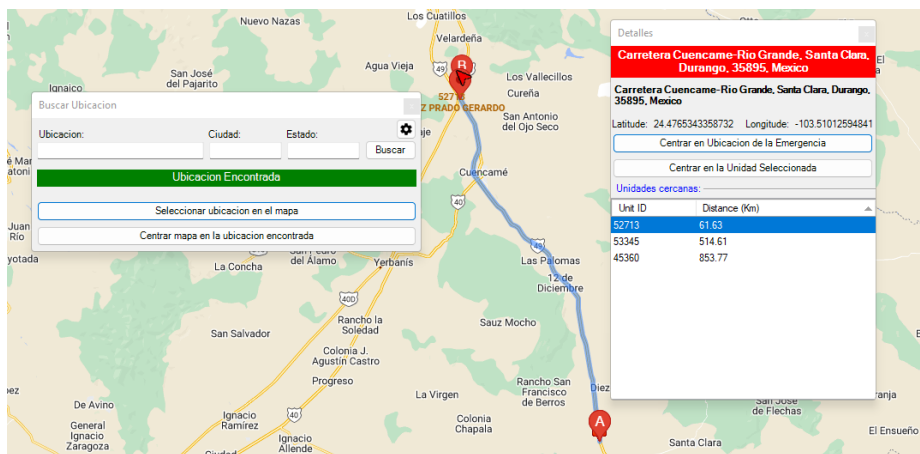 Nuevo Nazas
Los Cuatillos
Velardeña
Agua Vieja
49
B
Los Vallecillos
San José
del Pajarito
Ignacio
Cureña
Z PRADO GERARDO
San Antonio
del Ojo Seco
Cuencamé
40
49
Las Palomas
12 de
Diciembre
La Concha
del Álamo
Yerbanís
40D
Rancho la
Soledad
San Salvador
Sauz Mocho
Colonia J.
Agustín Castro
Progreso
Rancho San
Francisco
de Berros
La Virgen
De Avino
Ignacio
Ramírez
40
Colonia
Chapala
A
General
Ignacio
Zaragoza
Ignacio
Allende
Santa Clara
de Flechas
El Ensueño
Buscar Ubicacion
Ubicacion:
Ciudad:
Estado:
Buscar
Ubicacion Encontrada
Seleccionar ubicacion en el mapa
Centrar mapa en la ubicacion encontrada
Detalles
Carretera Cuencame-Rio Grande, Santa Clara,
Durango, 35895, Mexico
Carretera Cuencame-Rio Grande, Santa Clara, Durango,
35895, Mexico
Latitude: 24.4765343358732 Longitude: -103.51012594841
Centrar en Ubicacion de la Emergencia
Centrar en la Unidad Seleccionada
Unidades cercanas:
Unit ID Distance (Km)
52713 61.63
53345 514.61
45360 853.77